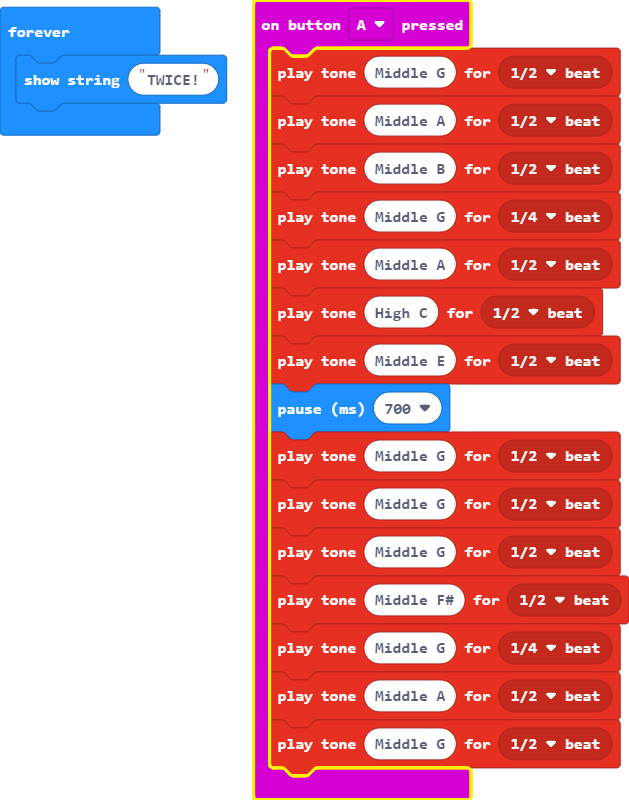 forever
show string "TWICE!"
on button A pressed
play tone Middle G for 1/2 beat
play tone Middle A for 1/2 beat
play tone Middle B for 1/2 beat
play tone Middle G for 1/4 beat
play tone Middle A for 1/2 beat
play tone High C for 1/2 beat
play tone Middle E for 1/2 beat
pause (ms) 700
play tone Middle G for 1/2 beat
play tone Middle G for 1/2 beat
play tone Middle G for 1/2 beat
play tone Middle F# for 1/2 beat
play tone Middle G for 1/4 beat
play tone Middle A for 1/2 beat
play tone Middle G for 1/2 beat